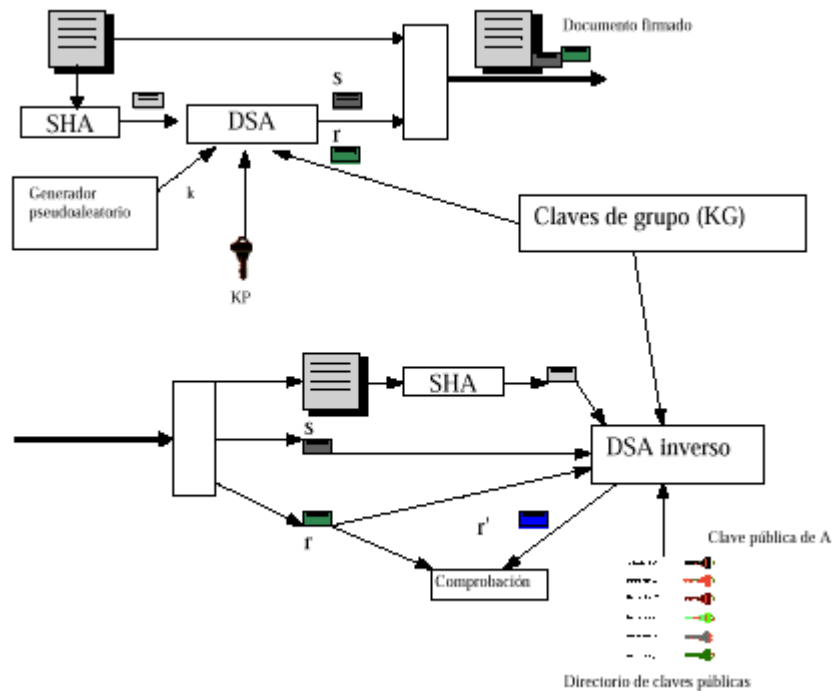 Documento firmado
s
SHA
DSA
r
Generador
pseudoaleatorio
k
Claves de grupo (KG)
KP
SHA
s
DSA inverso
r
r'
Clave pública de A
Comprobación
Directorio de claves públicas